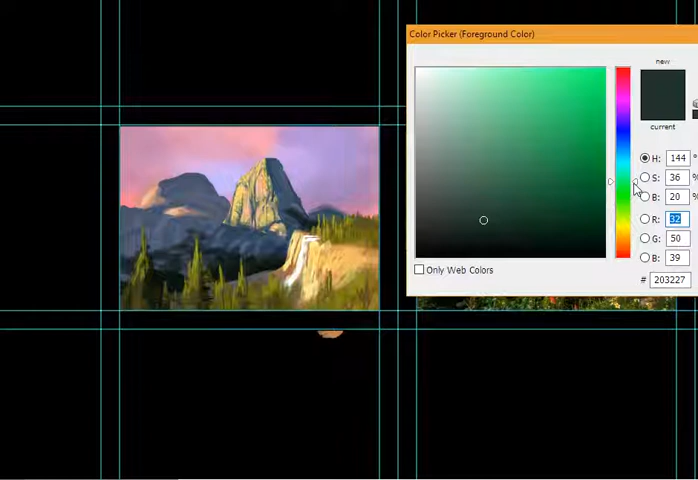 Color Picker (Foreground Color)
new
current
H: 144 °
S: 36 %
B: 20 %
R: 32
G: 50
B: 39
Only Web Colors
# 203227